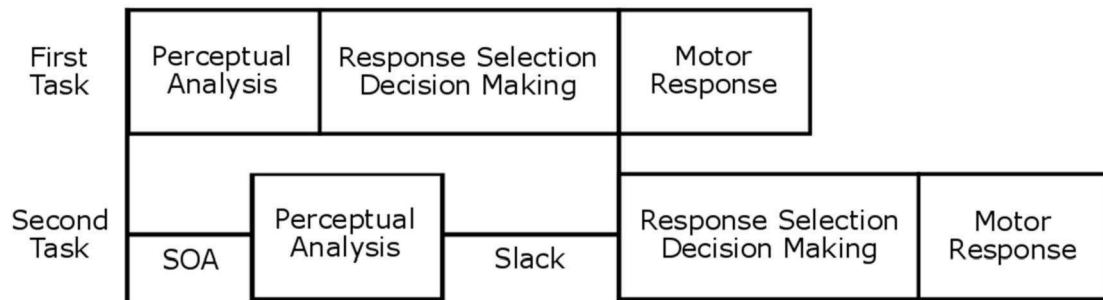 First
Task
Perceptual
Analysis
Response Selection
Decision Making
Motor
Response
Second
Task
SOA
Perceptual
Analysis
Slack
Response Selection
Decision Making
Motor
Response